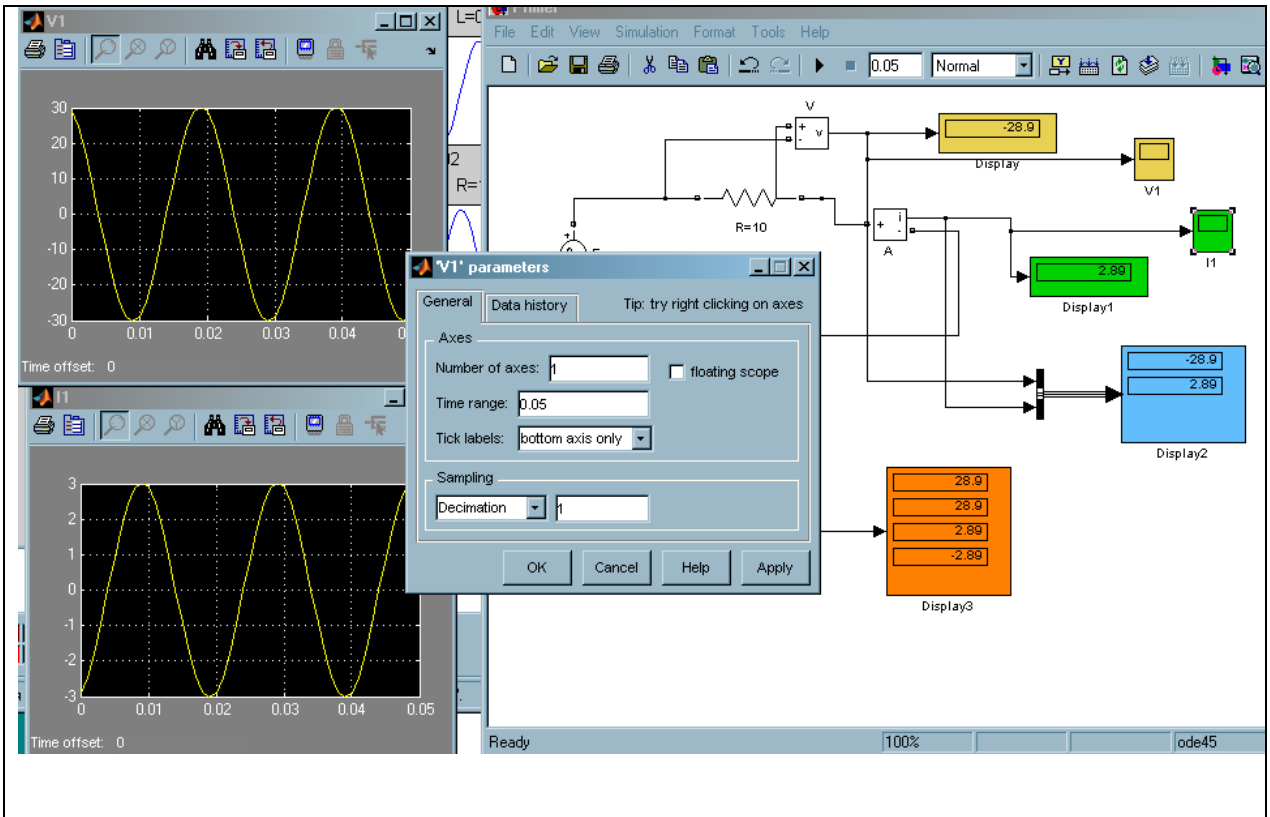 V1
30
20
10
0
-10
-20
-30
0 0.01 0.02 0.03 0.04
Time offset: 0
I1
3
2
1
0
-1
-2
-3
0 0.01 0.02 0.03 0.04 0.05
Time offset: 0
File Edit View Simulation Format Tools Help
0.05 Normal
V
+ v
-
-28.9
Display
V1
R=10
+ i
-
A
I1
2.89
Display1
-28.9
2.89
Display2
28.9
28.9
2.89
-2.89
Display3
'V1' parameters
General Data history Tip: try right clicking on axes
Axes
Number of axes: 1 floating scope
Time range: 0.05
Tick labels: bottom axis only
Sampling
Decimation 1
OK Cancel Help Apply
Ready 100% ode45